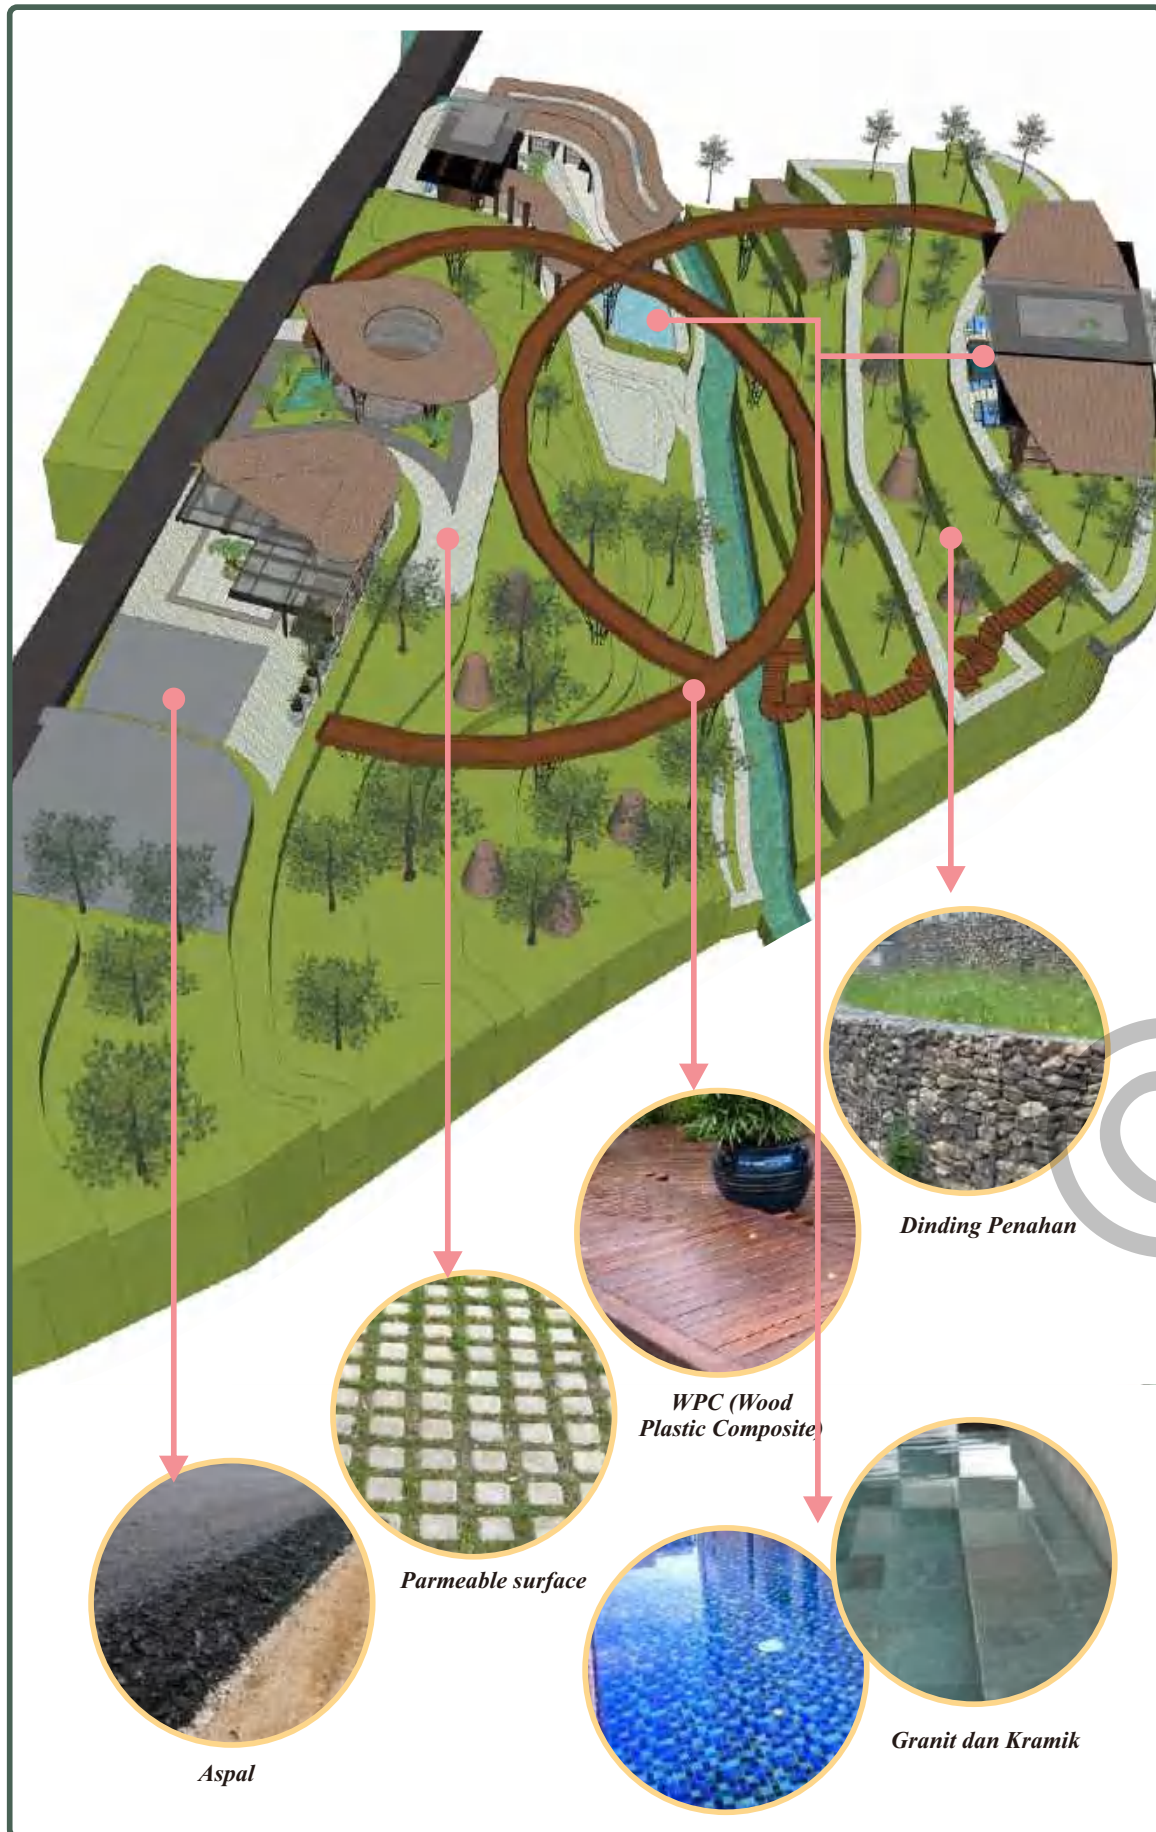 Dinding Penahan
WPC (Wood
Plastic Composite)
Parmeable surface
Granit dan Kramik
Aspal